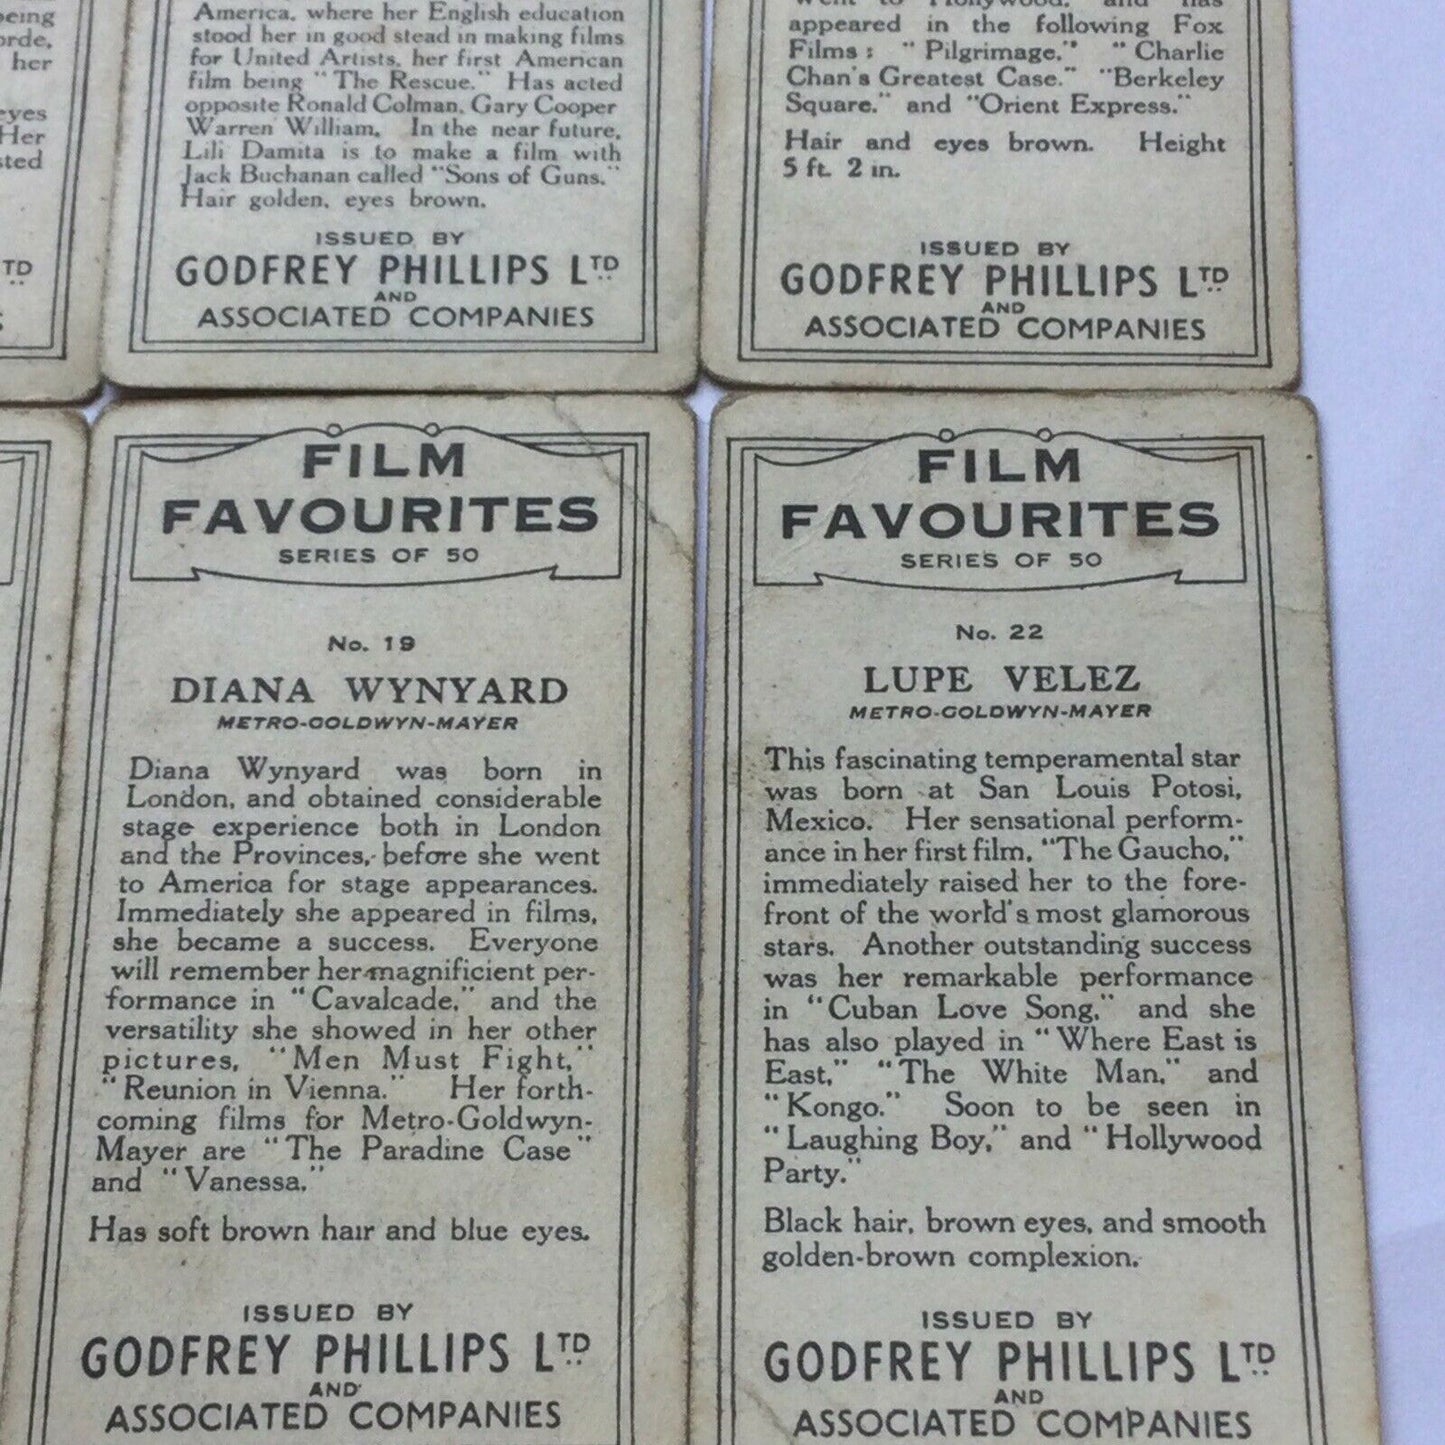 being
orde,
her
eyes
Her
sted
TD
America, where her English education
stood her in good stead in making films
for United Artists, her first American
film being "The Rescue." Has acted
opposite Ronald Colman, Gary Cooper
Warren William. In the near future,
Lili Damita is to make a film with
Jack Buchanan called "Sons of Guns."
Hair golden, eyes brown.
ISSUED BY
GODFREY PHILLIPS LTD
AND
ASSOCIATED COMPANIES
went to Hollywood, and has
appeared in the following Fox
Films: "Pilgrimage," "Charlie
Chan's Greatest Case," "Berkeley
Square," and "Orient Express."
Hair and eyes brown. Height
5 ft. 2 in.
ISSUED BY
GODFREY PHILLIPS LTD
AND
ASSOCIATED COMPANIES
FILM
FAVOURITES
SERIES OF 50
No. 19
DIANA WYNYARD
METRO-GOLDWYN-MAYER
Diana Wynyard was born in
London, and obtained considerable
stage experience both in London
and the Provinces, before she went
to America for stage appearances.
Immediately she appeared in films,
she became a success. Everyone
will remember her magnificient per-
formance in "Cavalcade," and the
versatility she showed in her other
pictures, "Men Must Fight,"
"Reunion in Vienna." Her forth-
coming films for Metro-Goldwyn-
Mayer are "The Paradine Case"
and "Vanessa."
Has soft brown hair and blue eyes.
ISSUED BY
GODFREY PHILLIPS LTD
AND
ASSOCIATED COMPANIES
FILM
FAVOURITES
SERIES OF 50
No. 22
LUPE VELEZ
METRO-GOLDWYN-MAYER
This fascinating temperamental star
was born at San Louis Potosi,
Mexico. Her sensational perform-
ance in her first film, "The Gaucho,"
immediately raised her to the fore-
front of the world's most glamorous
stars. Another outstanding success
was her remarkable performance
in "Cuban Love Song," and she
has also played in "Where East is
East," "The White Man," and
"Kongo." Soon to be seen in
"Laughing Boy," and "Hollywood
Party."
Black hair, brown eyes, and smooth
golden-brown complexion.
ISSUED BY
GODFREY PHILLIPS LTD
AND
ASSOCIATED COMPANIES